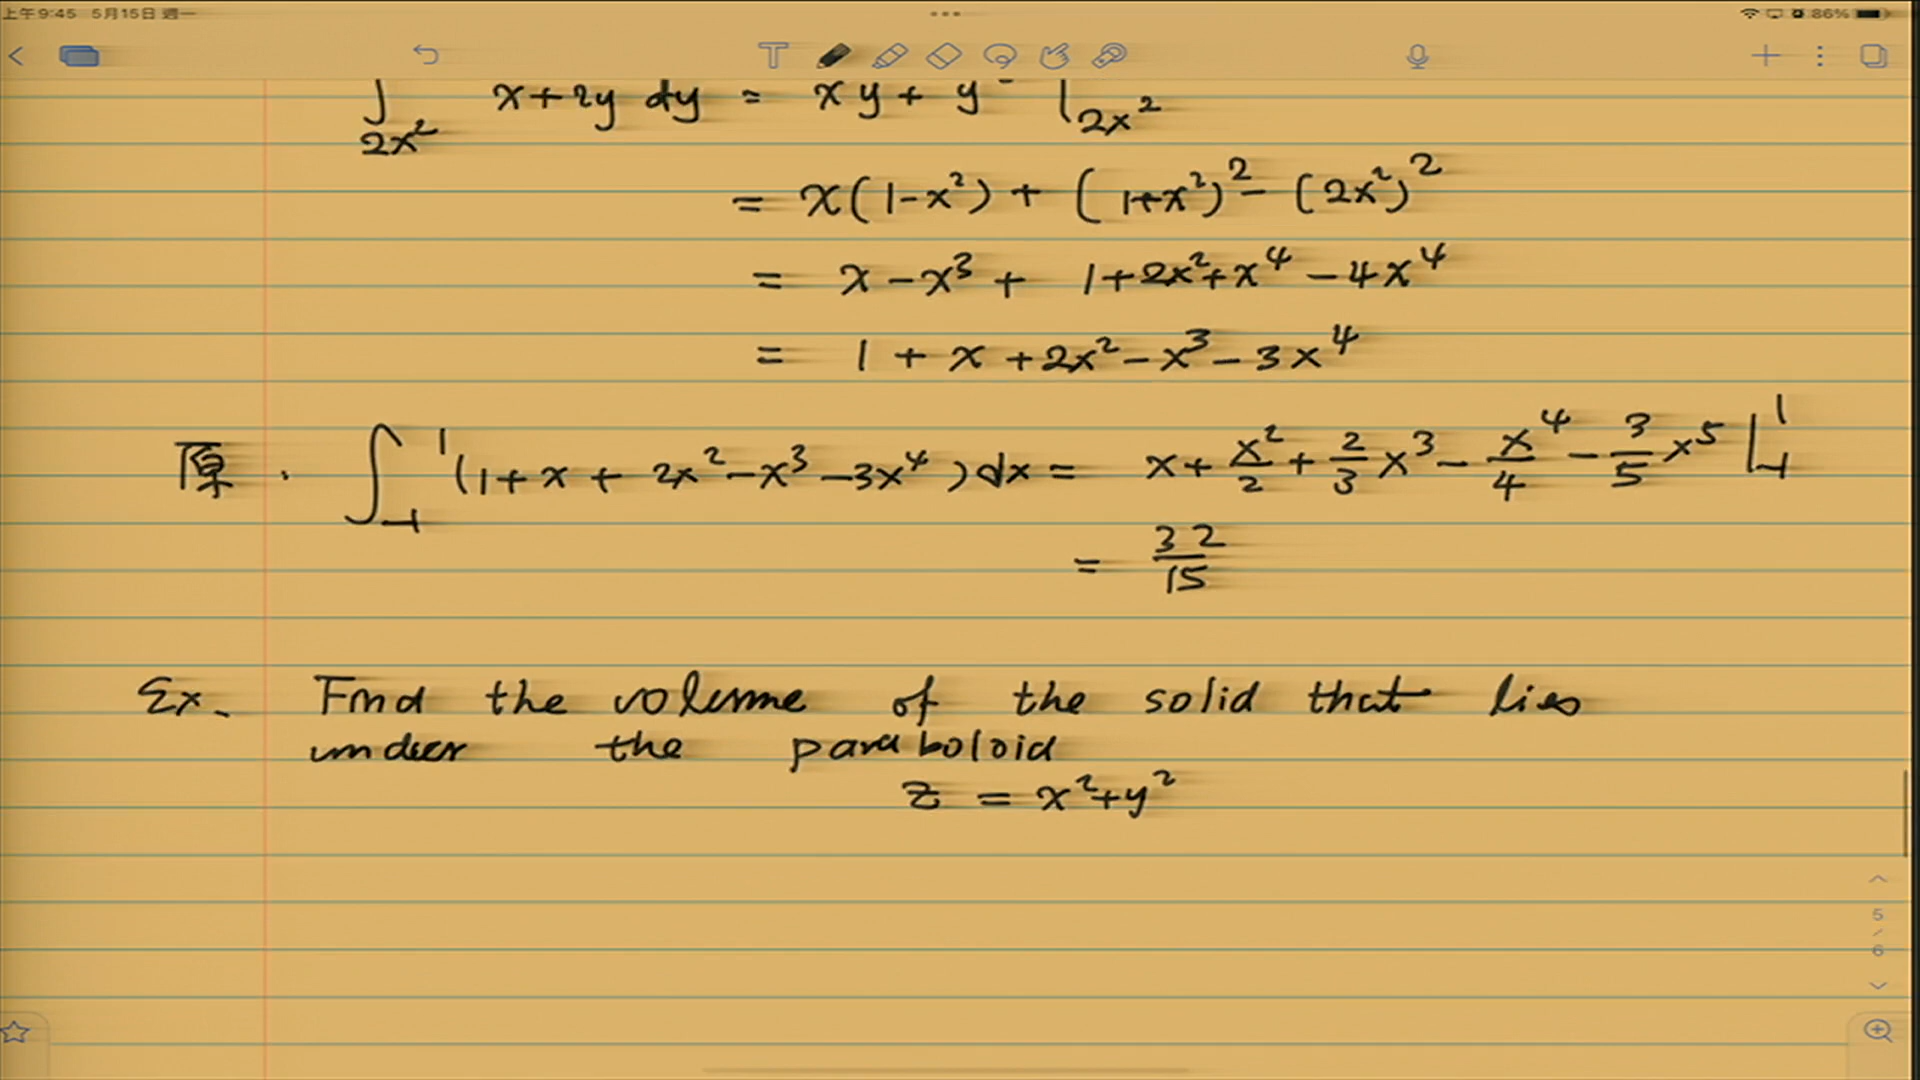 上午9:45 5月15日 週一
86%
∫_{2x²} x+2y dy = xy + y² |_{2x²}
= x(1-x²) + (1+x²)² - (2x²)²
= x - x³ + 1+2x²+x⁴ - 4x⁴
= 1 + x + 2x² - x³ - 3x⁴
原. ∫_{-1}^{1} (1+x+2x²-x³-3x⁴)dx = x + x²/2 + 2/3 x³ - x⁴/4 - 3/5 x⁵ |_{-1}^{1}
= 32/15
Ex. Find the volume of the solid that lies
under the paraboloid
z = x²+y²
5
/
6